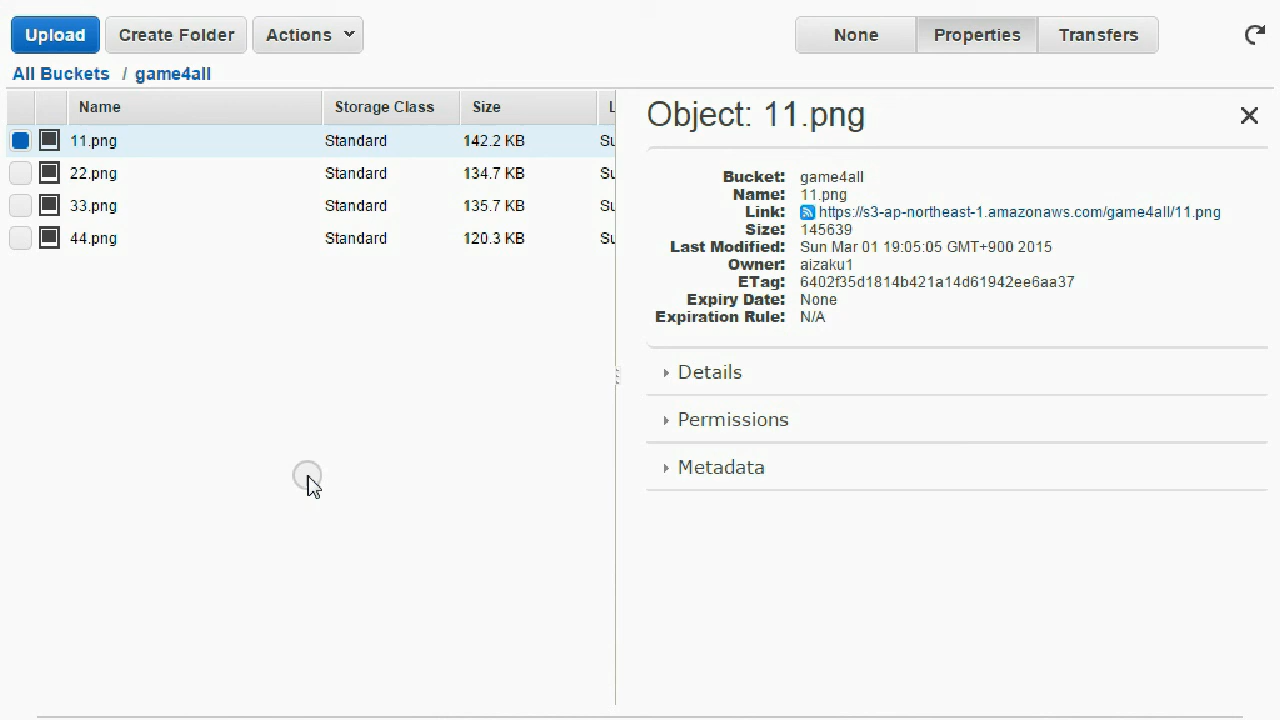 Upload Create Folder Actions None Properties Transfers
All Buckets / game4all
Name Storage Class Size L
11.png Standard 142.2 KB Su
22.png Standard 134.7 KB Su
33.png Standard 135.7 KB Su
44.png Standard 120.3 KB Su
Object: 11.png
Bucket: game4all
Name: 11.png
Link: https://s3-ap-northeast-1.amazonaws.com/game4all/11.png
Size: 145639
Last Modified: Sun Mar 01 19:05:05 GMT+900 2015
Owner: aizaku1
ETag: 6402f35d1814b421a14d61942ee6aa37
Expiry Date: None
Expiration Rule: N/A
Details
Permissions
Metadata